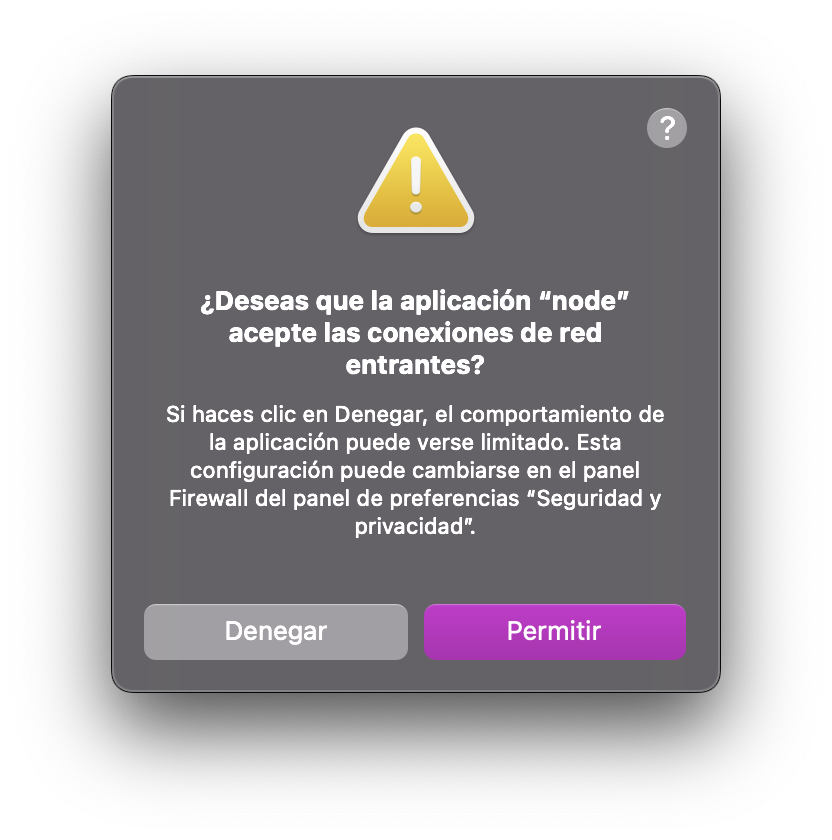 ?
¿Deseas que la aplicación “node”
acepte las conexiones de red
entrantes?
Si haces clic en Denegar, el comportamiento de
la aplicación puede verse limitado. Esta
configuración puede cambiarse en el panel
Firewall del panel de preferencias “Seguridad y
privacidad”.
Denegar
Permitir